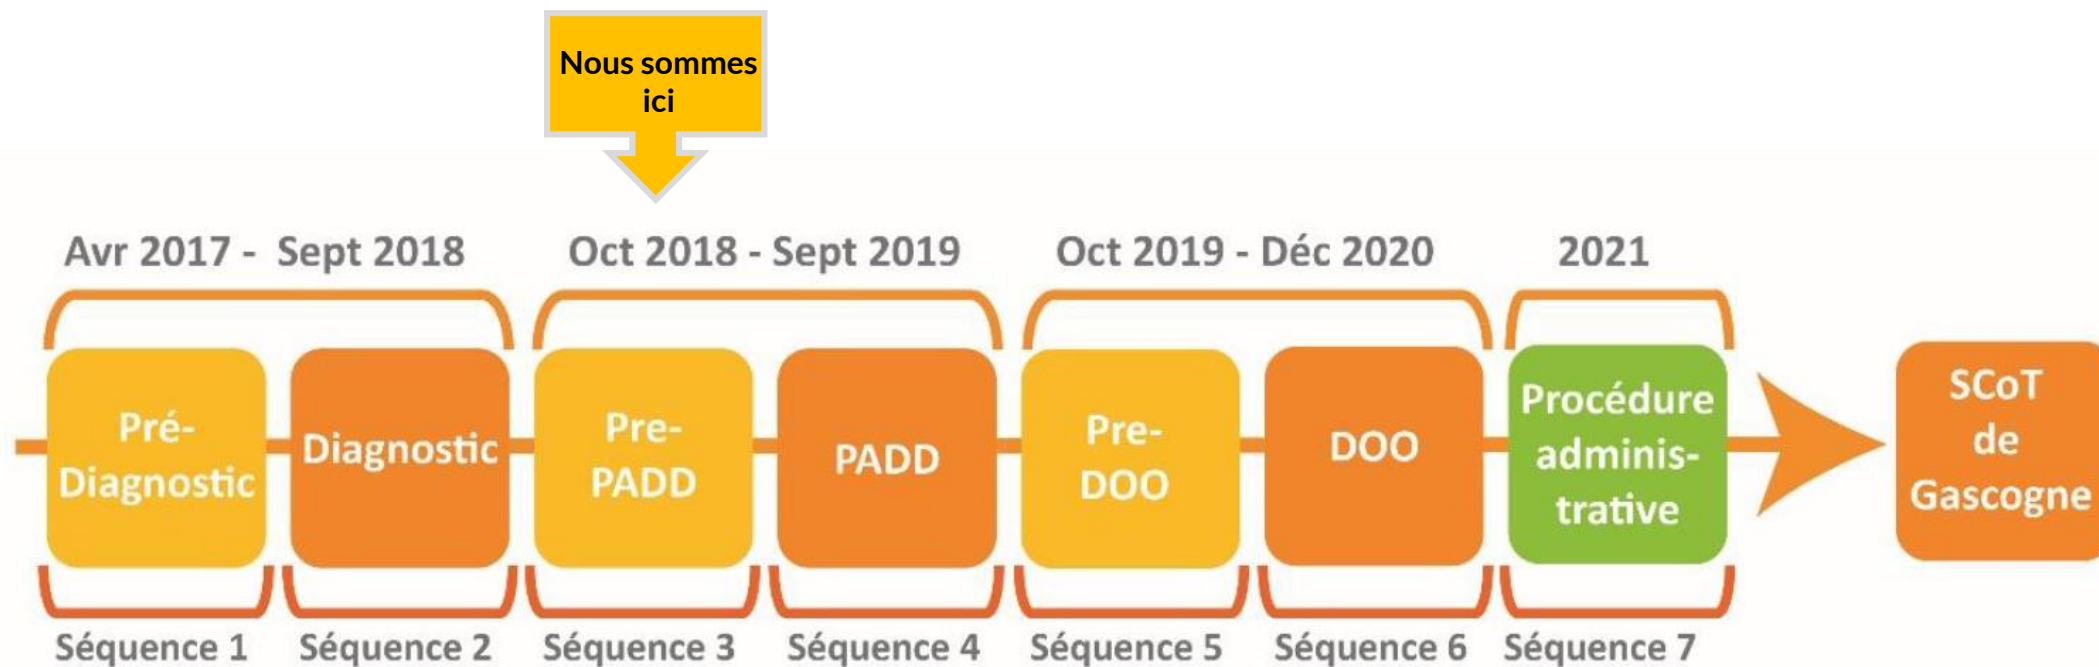 Nous sommes
ici
Avr 2017 - Sept 2018
Oct 2018 - Sept 2019
Oct 2019 - Déc 2020
2021
Pré-
Diagnostic
Diagnostic
Pre-
PADD
PADD
Pre-
DOO
DOO
Procédure
adminis-
trative
SCoT
de
Gascogne
Séquence 1
Séquence 2
Séquence 3
Séquence 4
Séquence 5
Séquence 6
Séquence 7